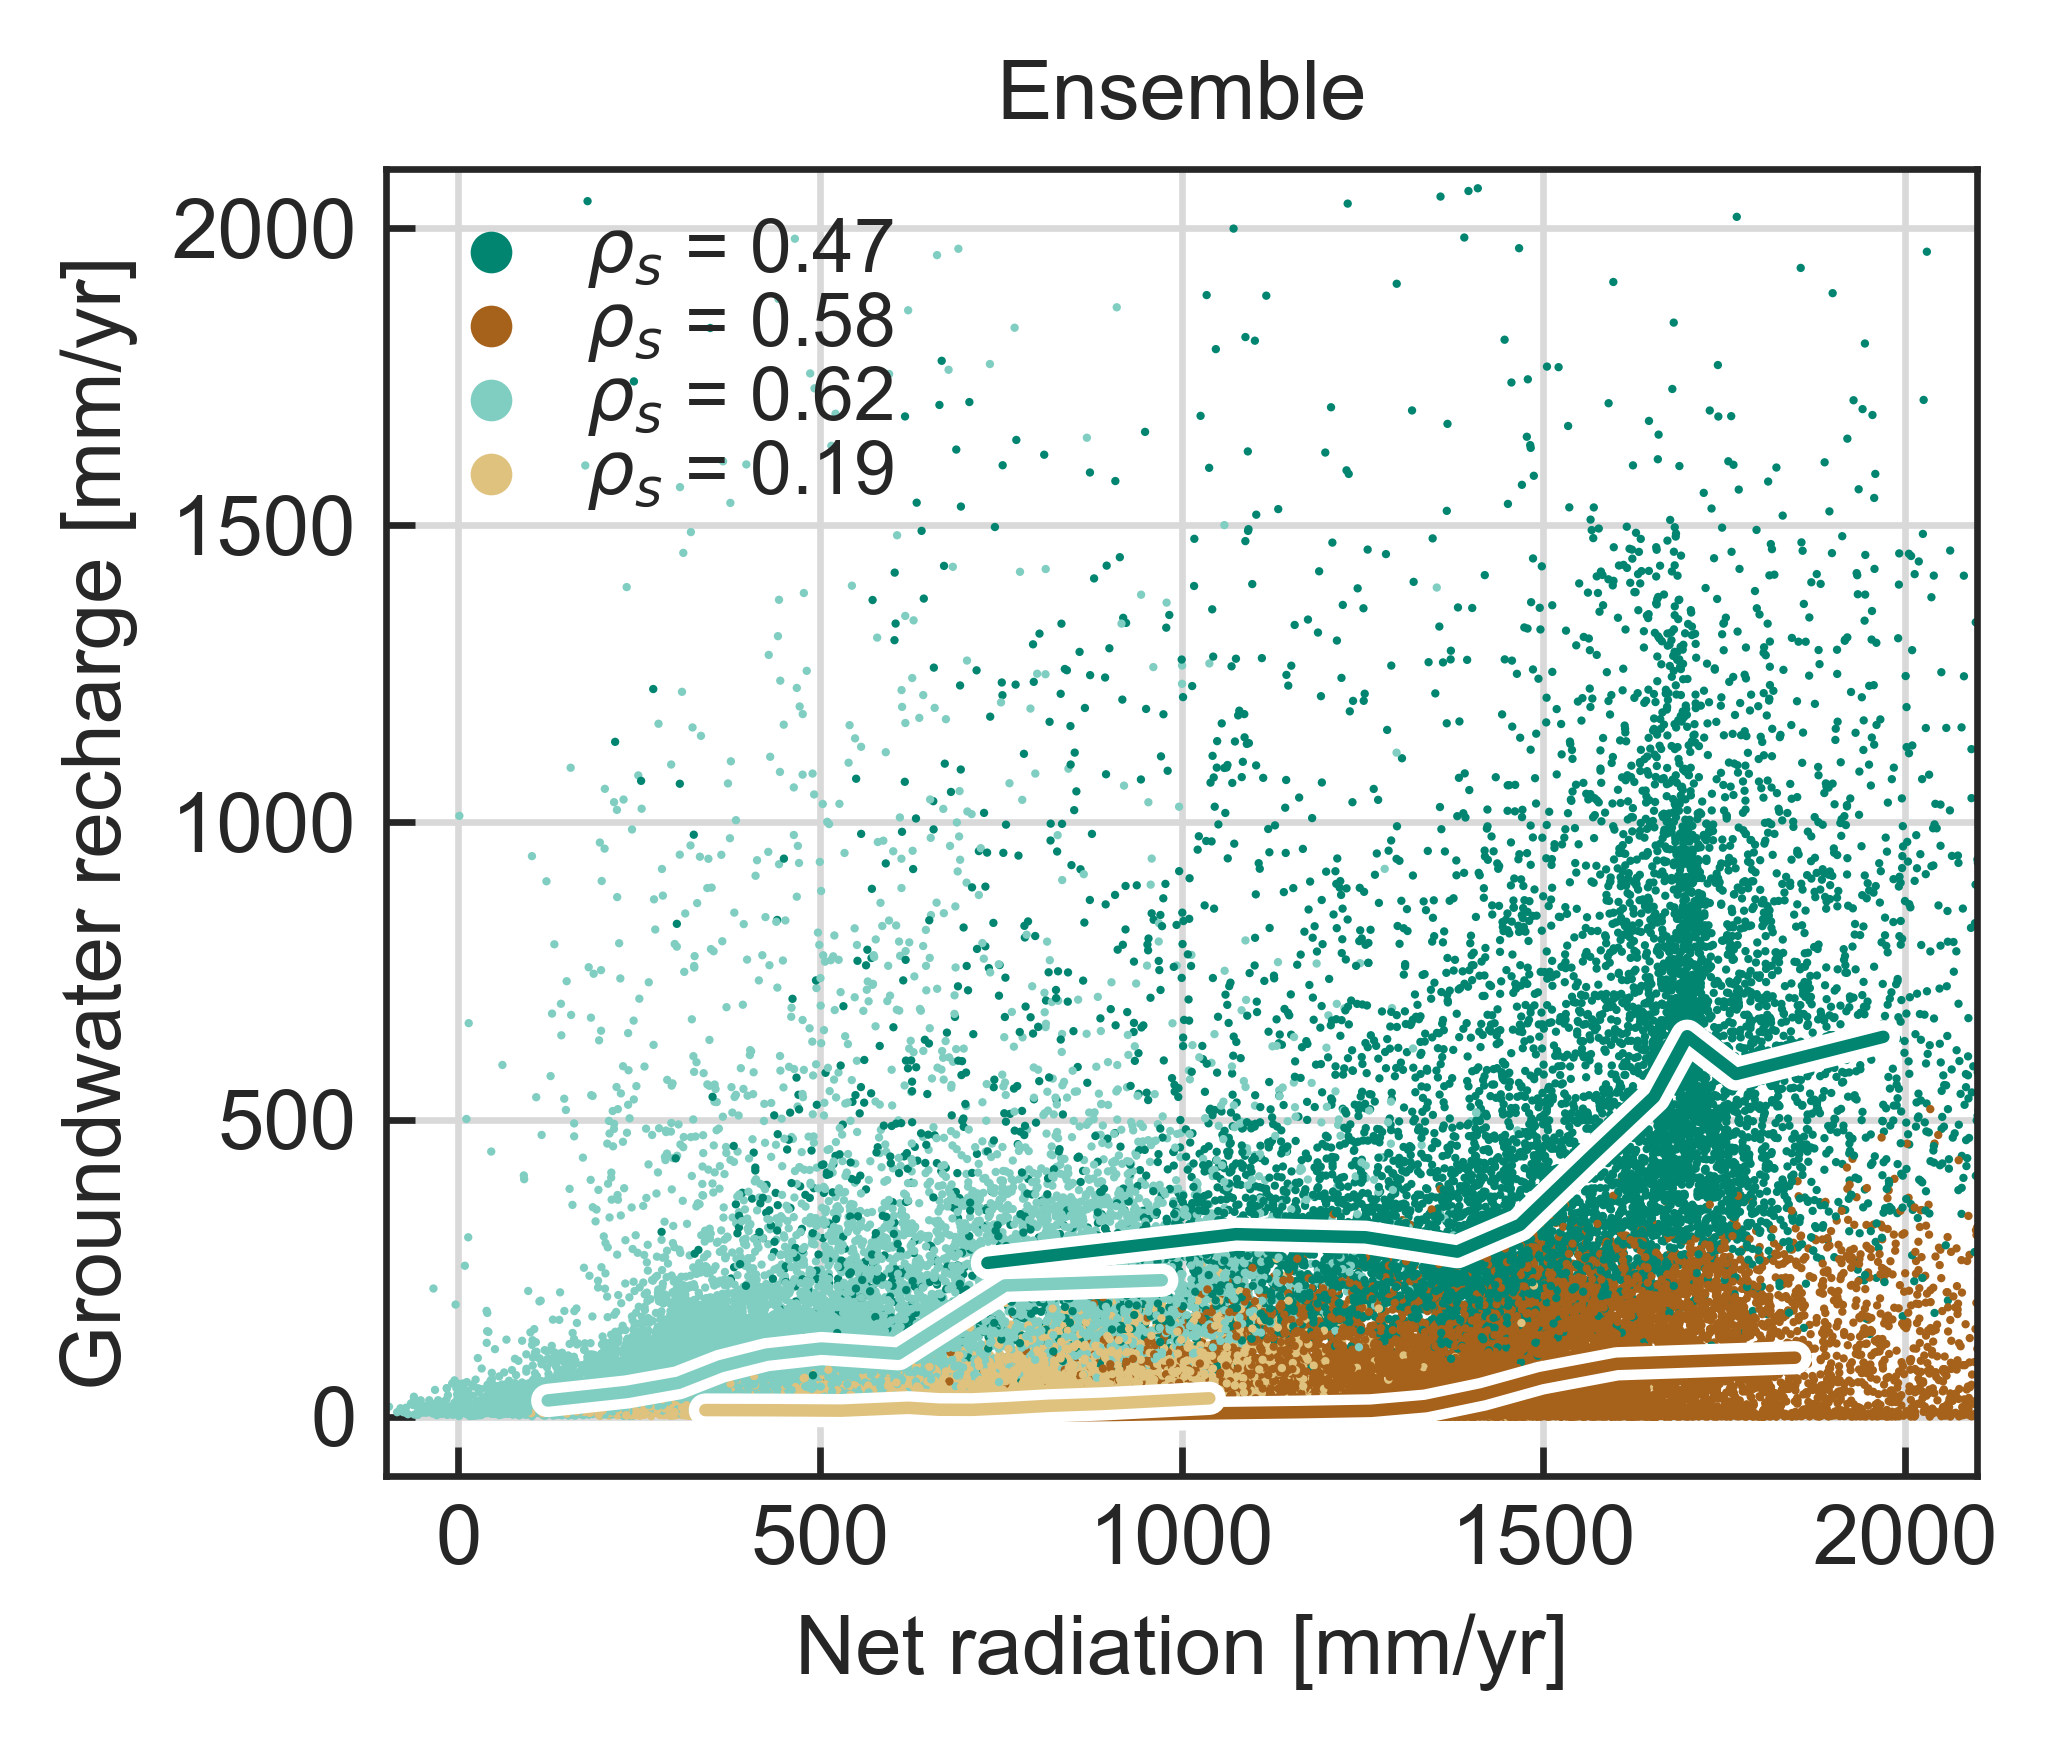 Ensemble
Groundwater recharge [mm/yr]
2000
1500
1000
500
0
ρs = 0.47
ρs = 0.58
ρs = 0.62
ρs = 0.19
0 500 1000 1500 2000
Net radiation [mm/yr]